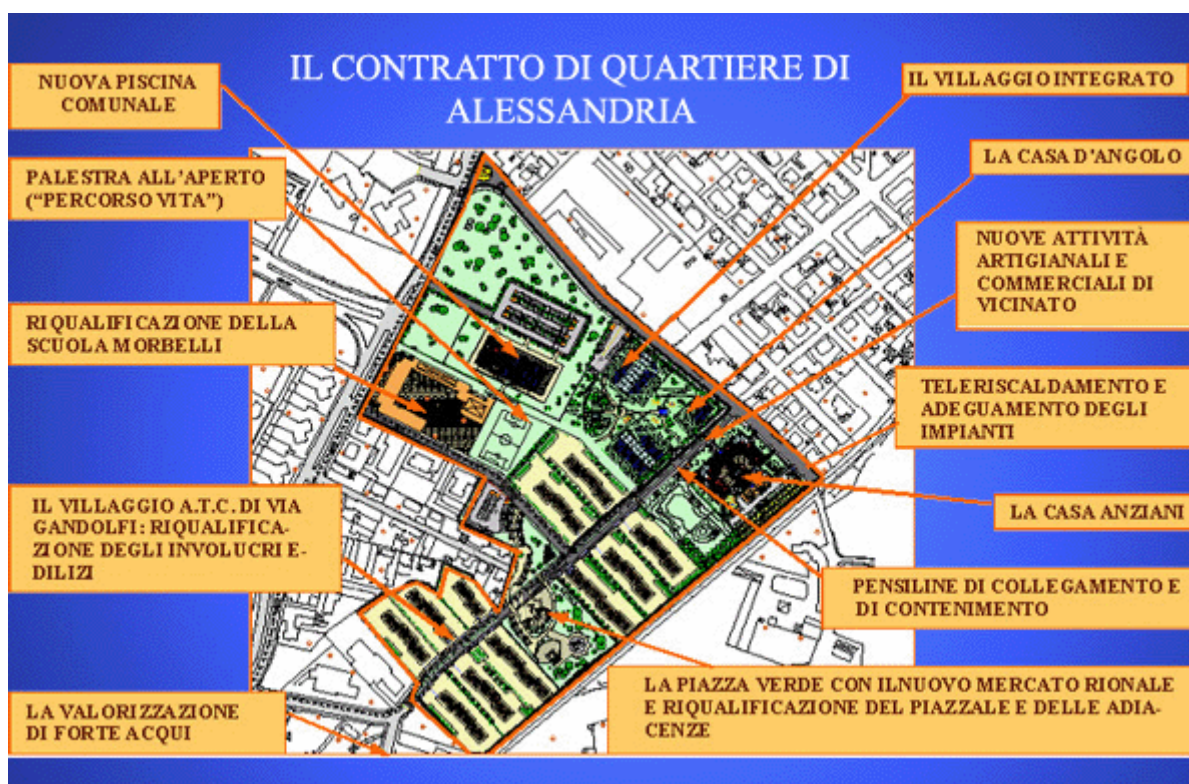 IL CONTRATTO DI QUARTIERE DI
ALESSANDRIA
NUOVA PISCINA
COMUNALE
PALESTRA ALL'APERTO
(“PERCORSO VITA”)
RIQUALIFICAZIONE DELLA
SCUOLA MORBELLI
IL VILLAGGIO A.T.C. DI VIA
GANDOLFI: RIQUALIFICA-
ZIONE DEGLI INVOLUCRI E-
DILIZI
LA VALORIZZAZIONE
DI FORTE ACQUI
IL VILLAGGIO INTEGRATO
LA CASA D'ANGOLO
NUOVE ATTIVITÀ
ARTIGIANALI E
COMMERCIALI DI
VICINATO
TELERISCALDAMENTO E
ADEGUAMENTO DEGLI
IMPIANTI
LA CASA ANZIANI
PENSILINE DI COLLEGAMENTO E
DI CONTENIMENTO
LA PIAZZA VERDE CON ILNUOVO MERCATO RIONALE
E RIQUALIFICAZIONE DEL PIAZZALE E DELLE ADIA-
CENZE